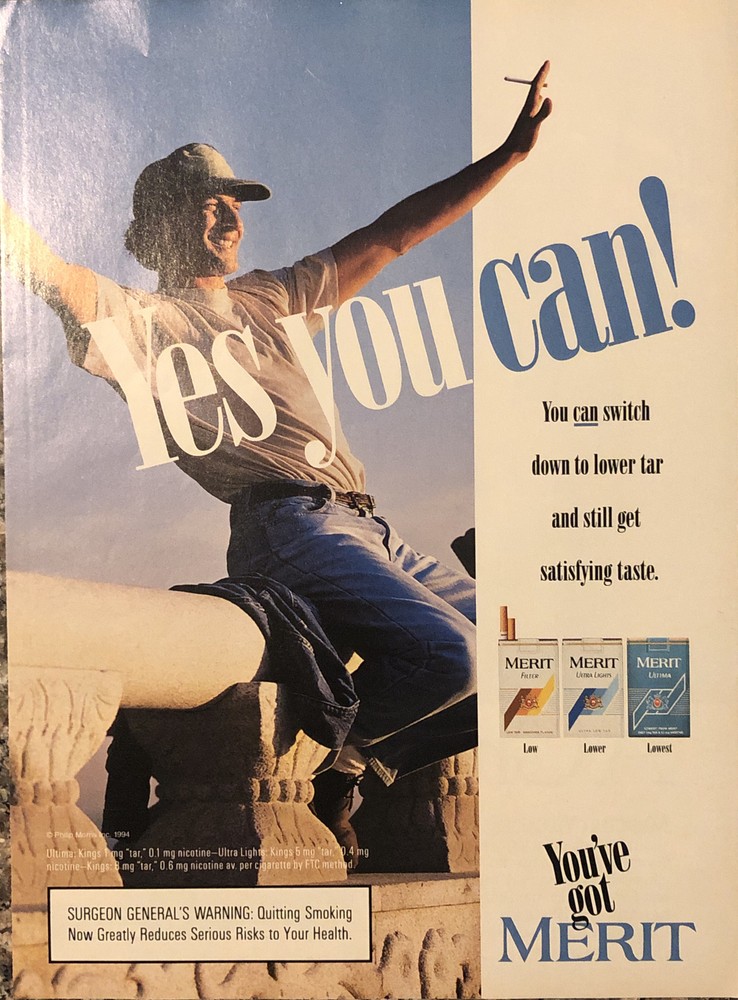 Yes you can!
You can switch
down to lower tar
and still get
satisfying taste.
MERIT
FILTER
MERIT
ULTRA LIGHTS
MERIT
ULTIMA
Low
Lower
Lowest
© Philip Morris Inc. 1994
Ultima: Kings 1 mg "tar," 0.1 mg nicotine—Ultra Lights: Kings 5 mg "tar," 0.4 mg
nicotine—Kings: 8 mg "tar," 0.6 mg nicotine av. per cigarette by FTC method.
SURGEON GENERAL'S WARNING: Quitting Smoking
Now Greatly Reduces Serious Risks to Your Health.
You've
got
MERIT